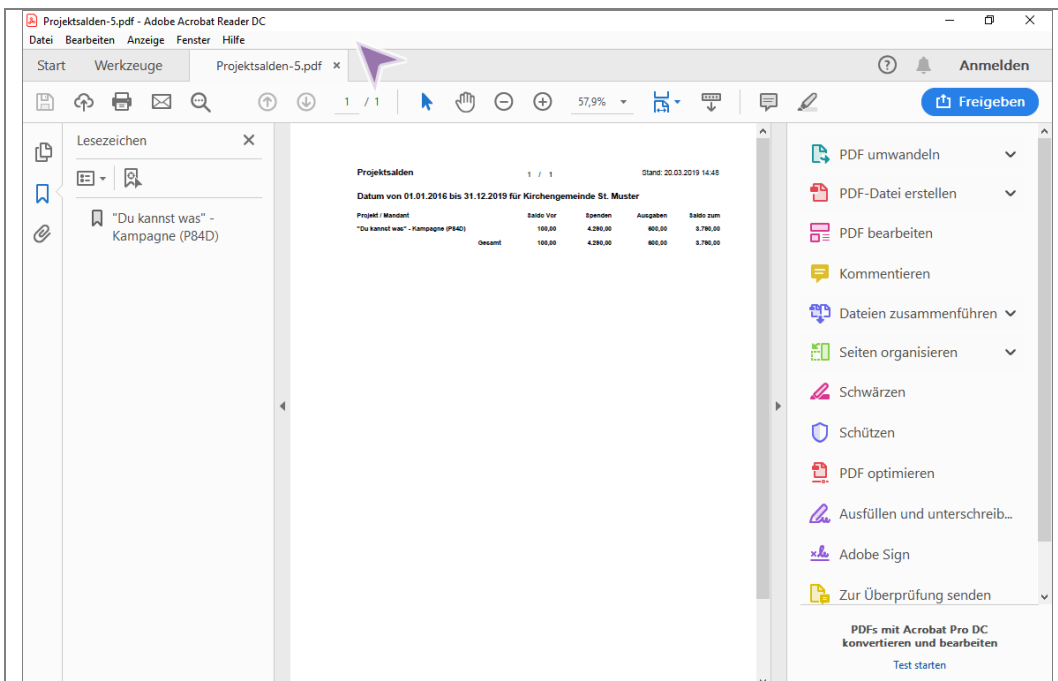 Projektsalden-5.pdf - Adobe Acrobat Reader DC
Datei Bearbeiten Anzeige Fenster Hilfe
Start Werkzeuge Projektsalden-5.pdf × Anmelden
1 / 1 57,9% Freigeben
Lesezeichen
"Du kannst was" -
Kampagne (P84D)
Projektsalden 1 / 1 Stand: 20.03.2019 14:48
Datum von 01.01.2016 bis 31.12.2019 für Kirchengemeinde St. Muster
Projekt / Mandant Saldo Vor Spenden Ausgaben Saldo zum
"Du kannst was" - Kampagne (P84D) 100,00 4.290,00 600,00 3.790,00
Gesamt 100,00 4.290,00 600,00 3.790,00
PDF umwandeln
PDF-Datei erstellen
PDF bearbeiten
Kommentieren
Dateien zusammenführen
Seiten organisieren
Schwärzen
Schützen
PDF optimieren
Ausfüllen und unterschreib...
Adobe Sign
Zur Überprüfung senden
PDFs mit Acrobat Pro DC
konvertieren und bearbeiten
Test starten